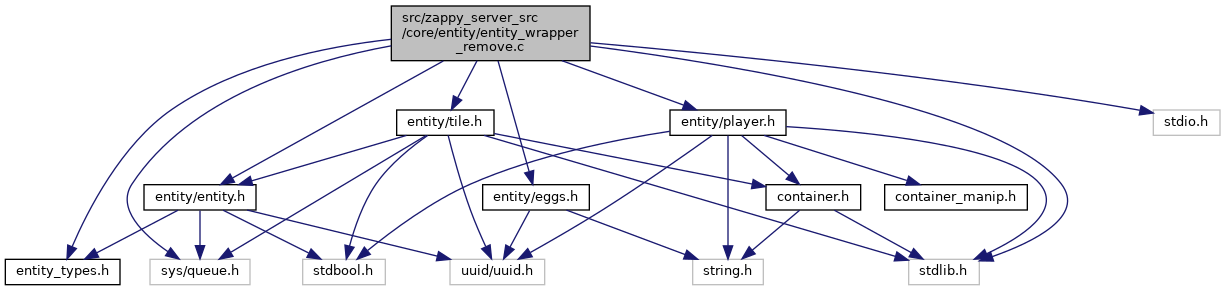 src/zappy_server_src
/core/entity/entity_wrapper
_remove.c
entity/tile.h
entity/player.h
stdio.h
entity/entity.h
entity/eggs.h
container.h
container_manip.h
entity_types.h
sys/queue.h
stdbool.h
uuid/uuid.h
string.h
stdlib.h